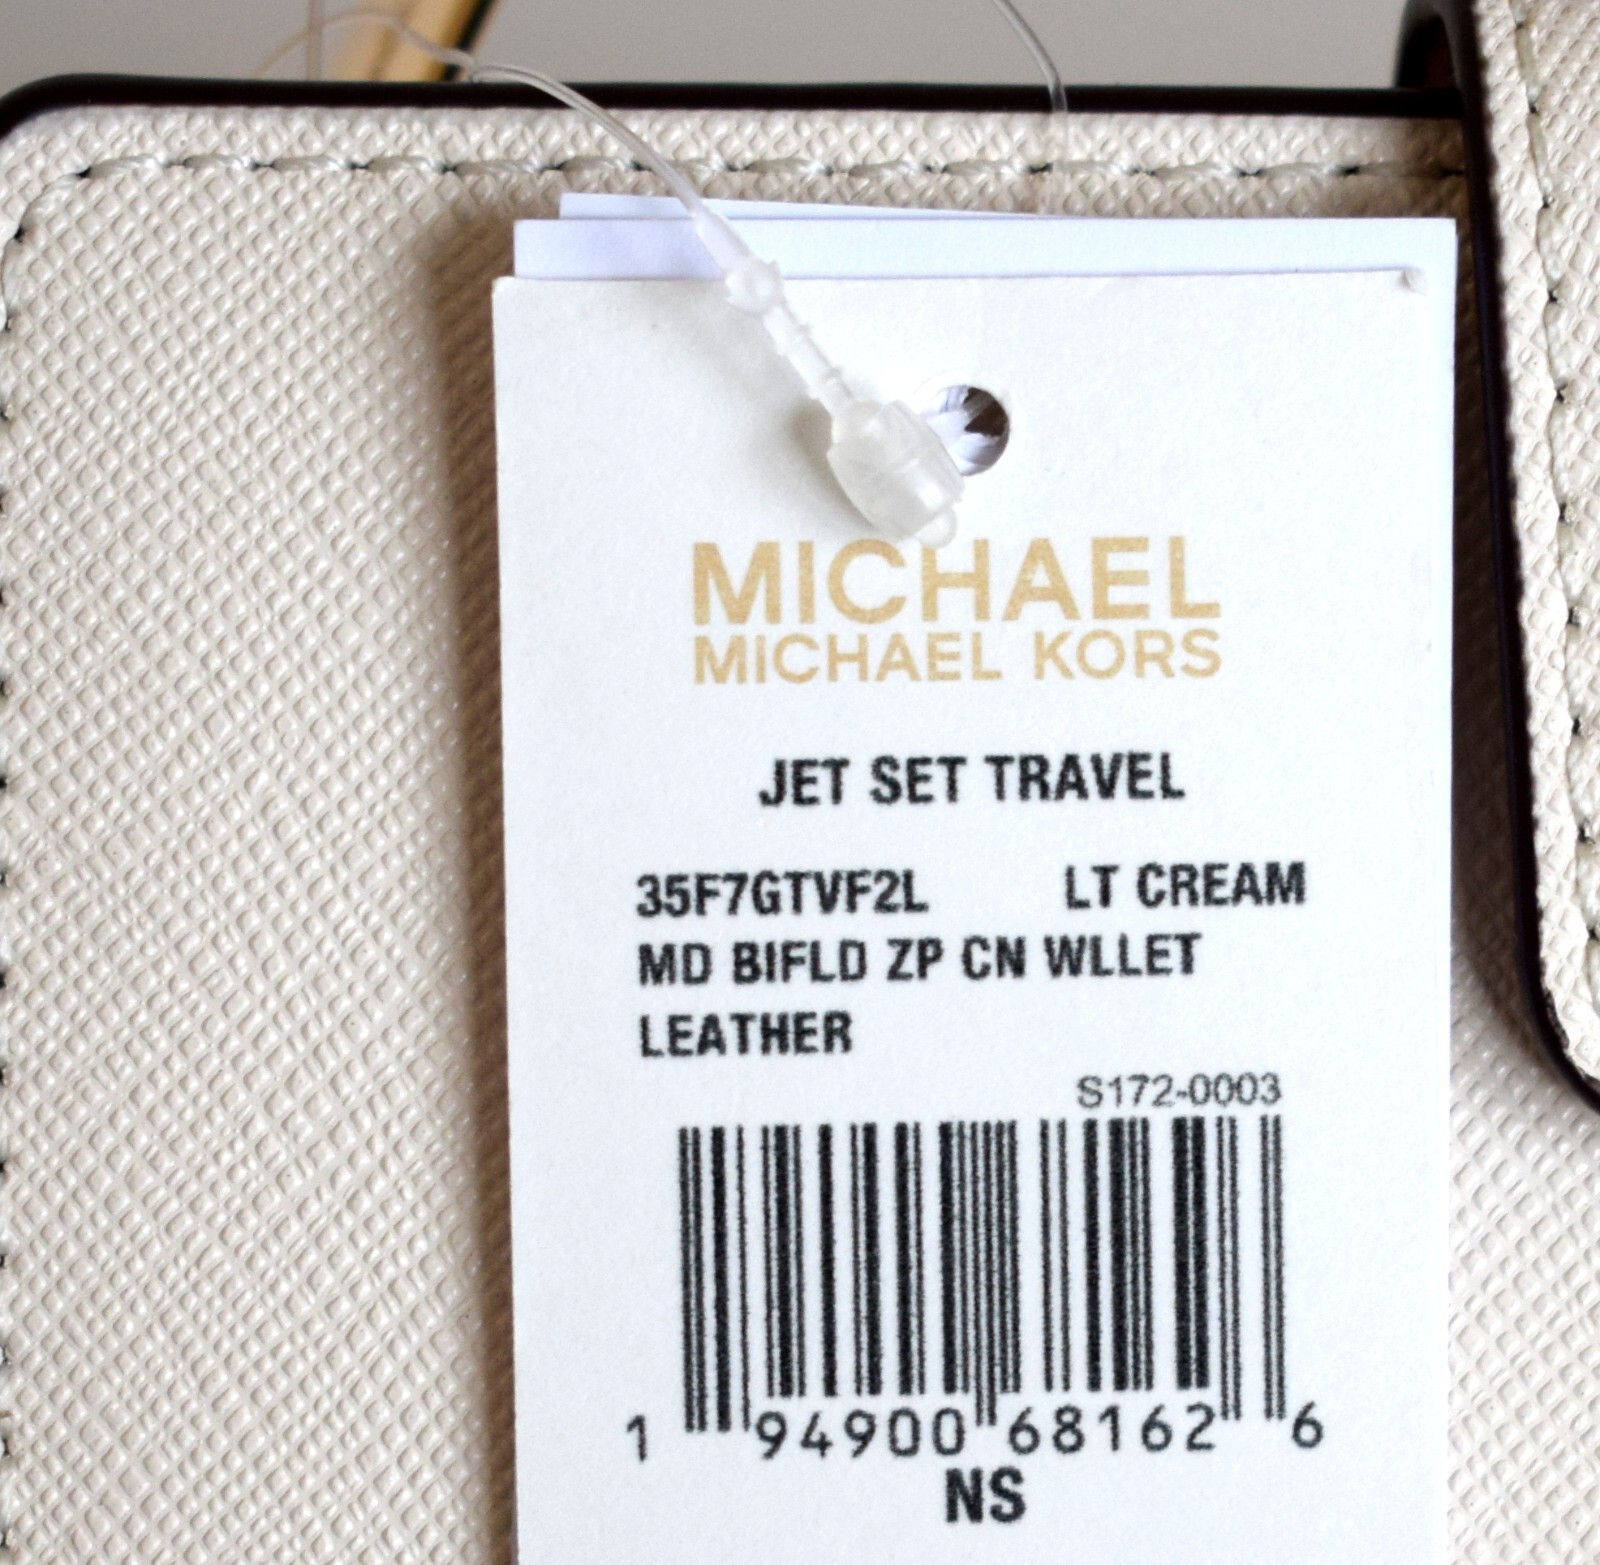 MICHAEL
MICHAEL KORS
JET SET TRAVEL
35F7GTVF2L LT CREAM
MD BIFLD ZP CN WLLET
LEATHER
S172-0003
1 94900 68162 6
NS